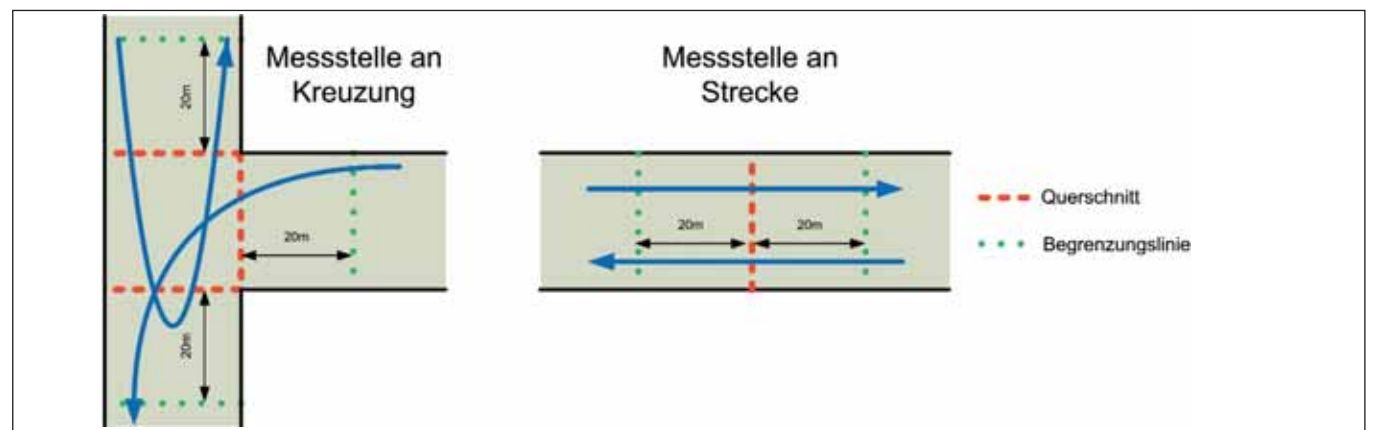 Messstelle an
Kreuzung
Messstelle an
Strecke
20m
20m
20m
20m
20m
Querschnitt
Begrenzungslinie